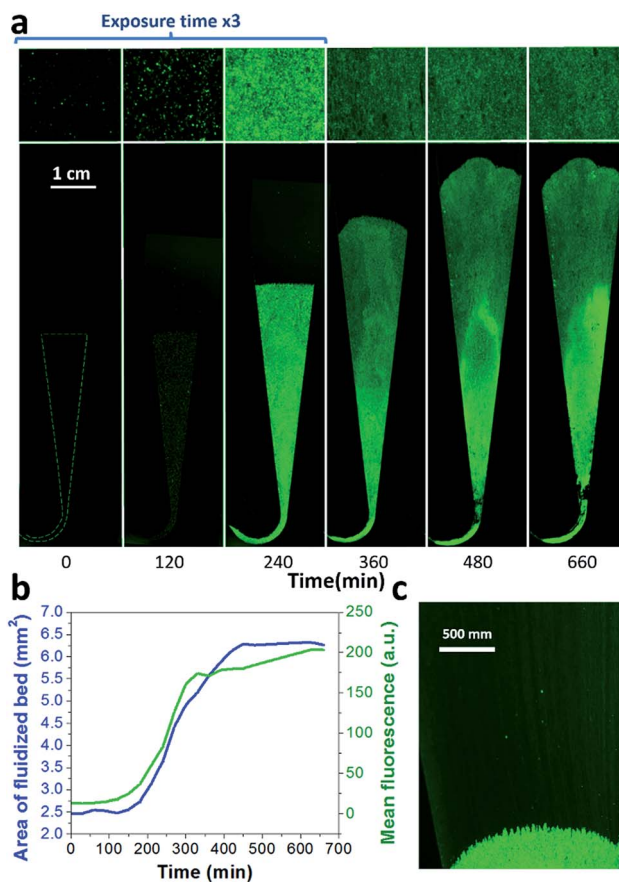 a
Exposure time x3
1 cm
0 120 240 360 480 660
Time(min)
b
Area of fluidized bed (mm²)
7.0
6.5
6.0
5.5
5.0
4.5
4.0
3.5
3.0
2.5
2.0
250
200
150
100
50
0
Mean fluorescence (a.u.)
0 100 200 300 400 500 600 700
Time (min)
c
500 mm